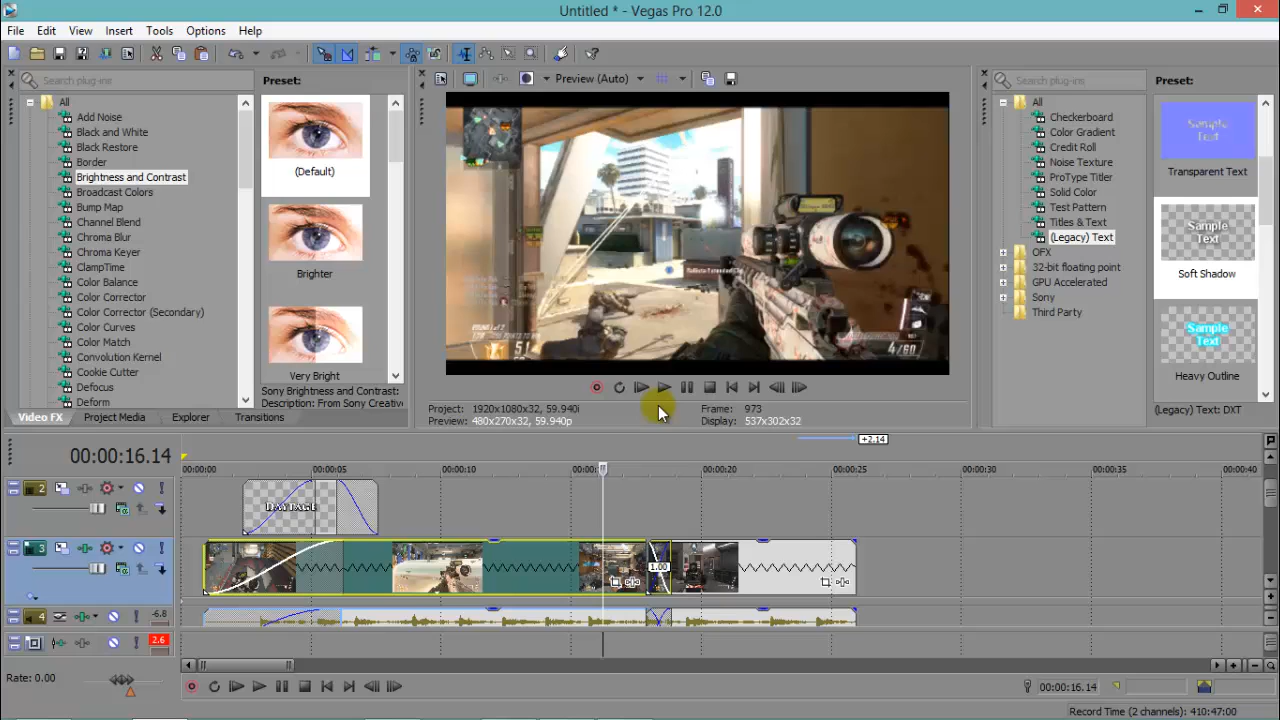 Untitled * - Vegas Pro 12.0
File Edit View Insert Tools Options Help
Search plug-ins
Preset:
All
Add Noise
Black and White
Black Restore
Border
Brightness and Contrast
Broadcast Colors
Bump Map
Channel Blend
Chroma Blur
Chroma Keyer
ClampTime
Color Balance
Color Corrector
Color Corrector (Secondary)
Color Curves
Color Match
Convolution Kernel
Cookie Cutter
Defocus
Deform
(Default)
Brighter
Very Bright
Sony Brightness and Contrast:
Description: From Sony Creativ
Video FX Project Media Explorer Transitions
Preview (Auto)
4/60
Project: 1920x1080x32, 59.940i
Preview: 480x270x32, 59.940p
Frame: 973
Display: 537x302x32
Search plug-ins
Preset:
All
Checkerboard
Color Gradient
Credit Roll
Noise Texture
ProType Titler
Solid Color
Test Pattern
Titles & Text
(Legacy) Text
OFX
32-bit floating point
GPU Accelerated
Sony
Third Party
Sample
Text
Transparent Text
Sample
Text
Soft Shadow
Sample
Text
Heavy Outline
(Legacy) Text: DXT
+2.14
00:00:16.14
00:00:00 00:00:05 00:00:10 00:00:20 00:00:25 00:00:30 00:00:35 00:00:40
2
3
1.00
4
-6.8
2.6
Rate: 0.00
00:00:16.14
Record Time (2 channels): 410:47:00